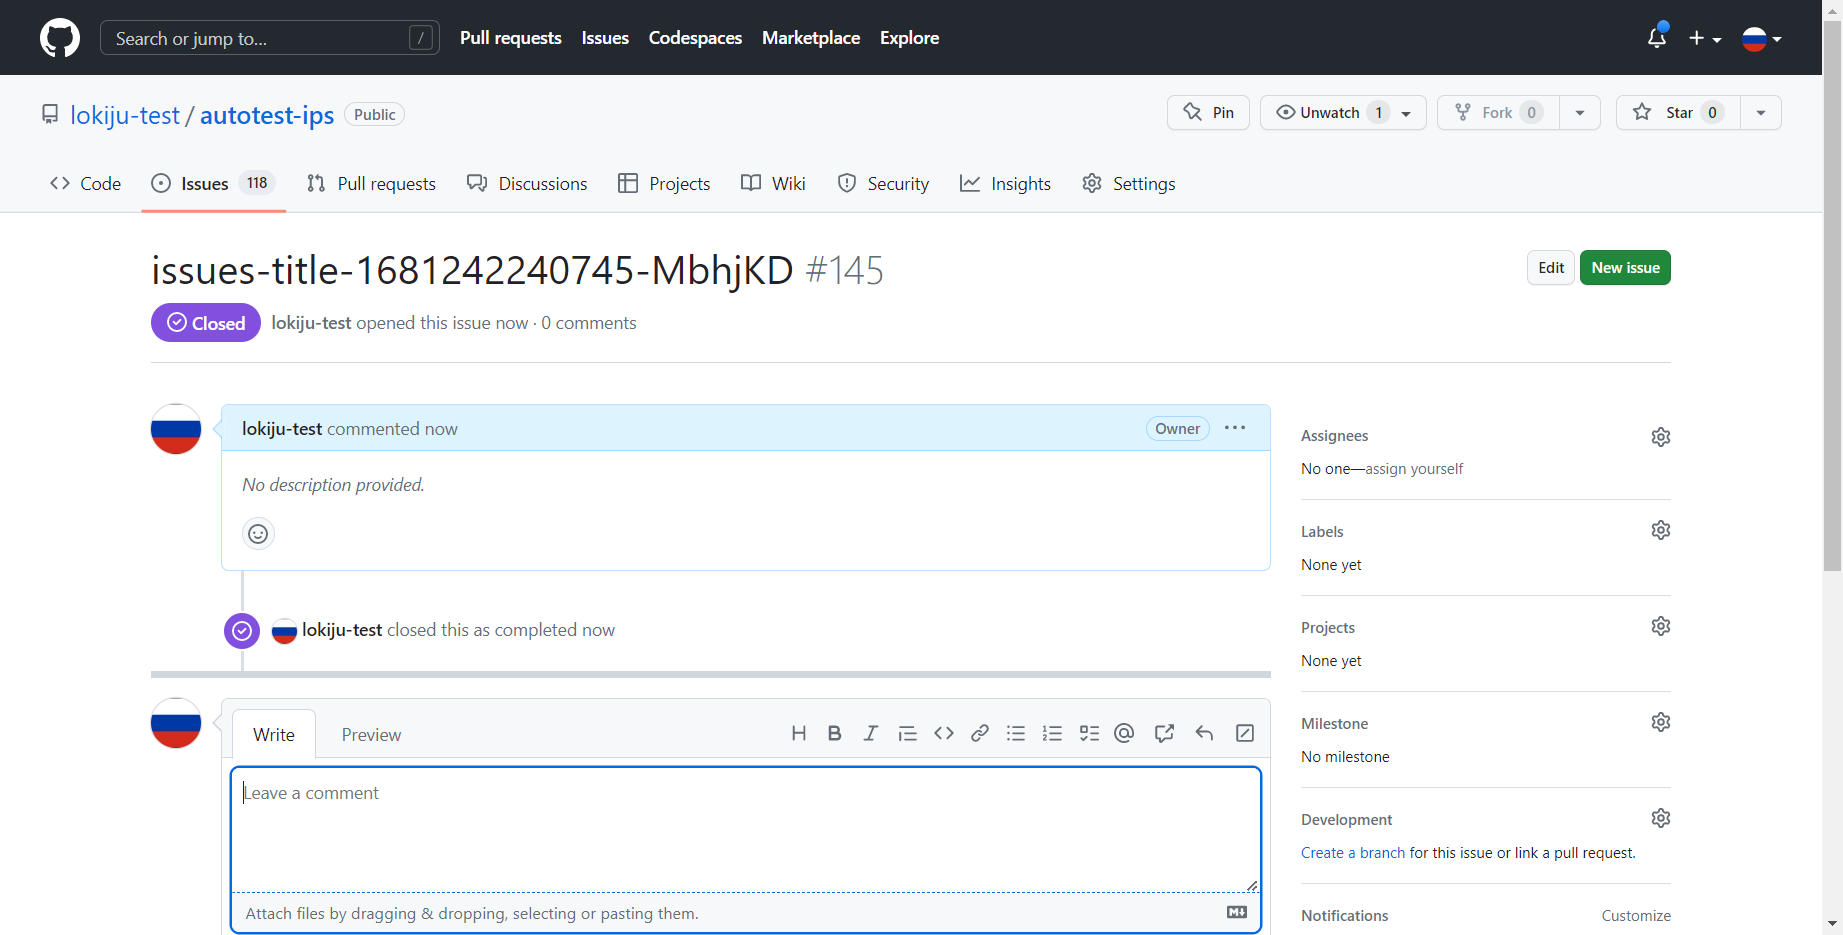 Search or jump to... /
Pull requests Issues Codespaces Marketplace Explore
lokiju-test / autotest-ips Public
Pin
Unwatch 1
Fork 0
Star 0
Code
Issues 118
Pull requests
Discussions
Projects
Wiki
Security
Insights
Settings
issues-title-1681242240745-MbhjKD #145
Edit
New issue
Closed
lokiju-test opened this issue now · 0 comments
lokiju-test commented now
Owner
No description provided.
lokiju-test closed this as completed now
Write
Preview
Leave a comment
Attach files by dragging & dropping, selecting or pasting them.
Assignees
No one—assign yourself
Labels
None yet
Projects
None yet
Milestone
No milestone
Development
Create a branch for this issue or link a pull request.
Notifications
Customize